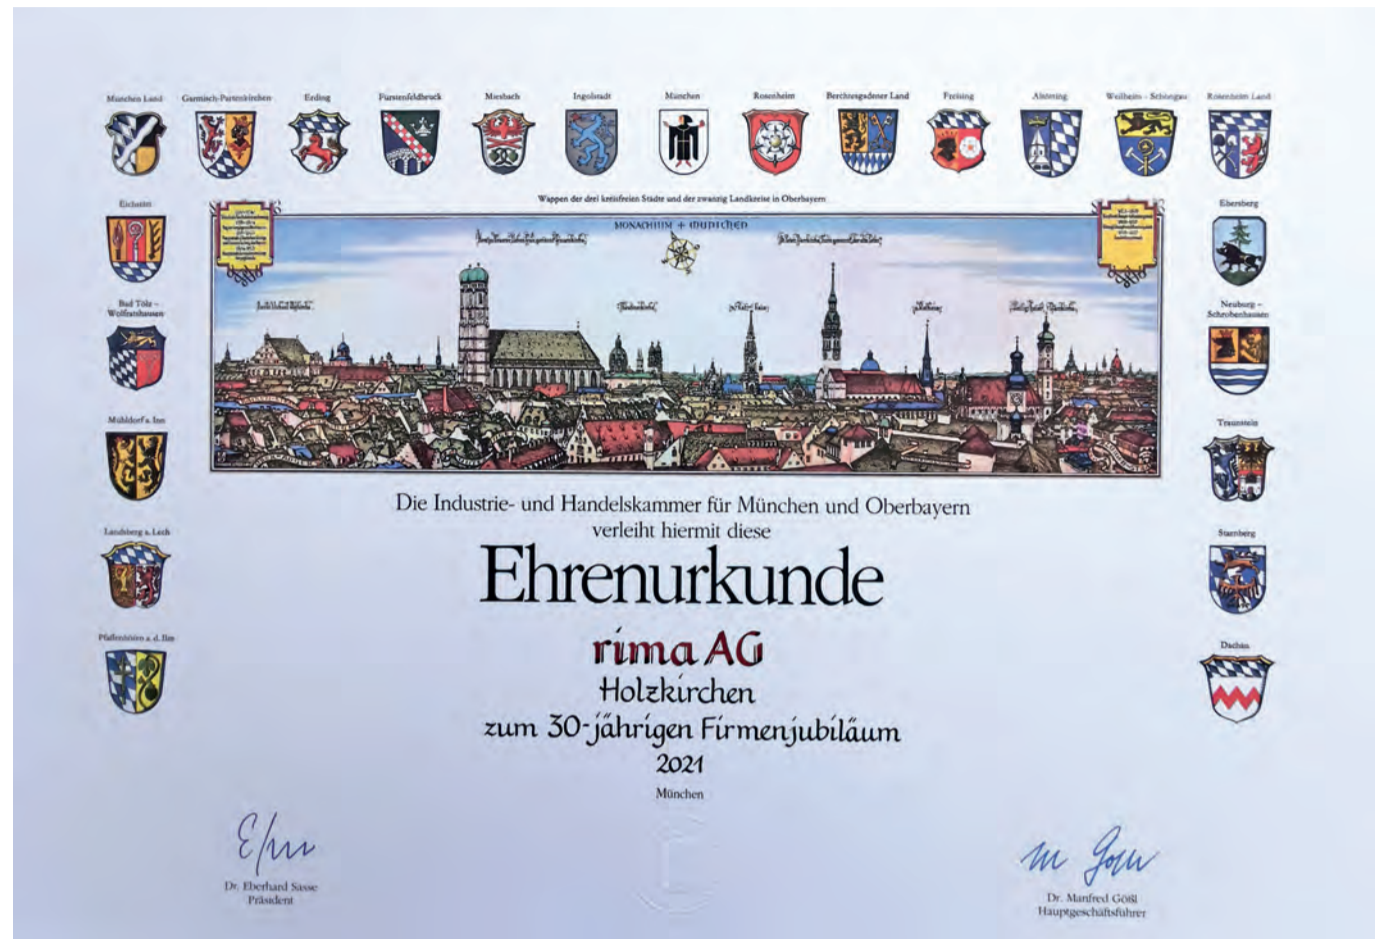 München Land
Garmisch-Partenkirchen
Erding
Fürstenfeldbruck
Miesbach
Ingolstadt
München
Rosenheim
Berchtesgadener Land
Freising
Altötting
Weilheim - Schongau
Rosenheim Land
Wappen der drei kreisfreien Städte und der zwanzig Landkreise in Oberbayern
Eichstätt
Ebersberg
MONACHIUM + MUNICHEN
Bad Tölz -
Wolfratshausen
Neuburg -
Schrobenhausen
Mühldorf a. Inn
Traunstein
Landsberg a. Lech
Starnberg
Pfaffenhofen a. d. Ilm
Dachau
Die Industrie- und Handelskammer für München und Oberbayern
verleiht hiermit diese
Ehrenurkunde
rima AG
Holzkirchen
zum 30-jährigen Firmenjubiläum
2021
München
Dr. Eberhard Sasse
Präsident
Dr. Manfred Gößl
Hauptgeschäftsführer